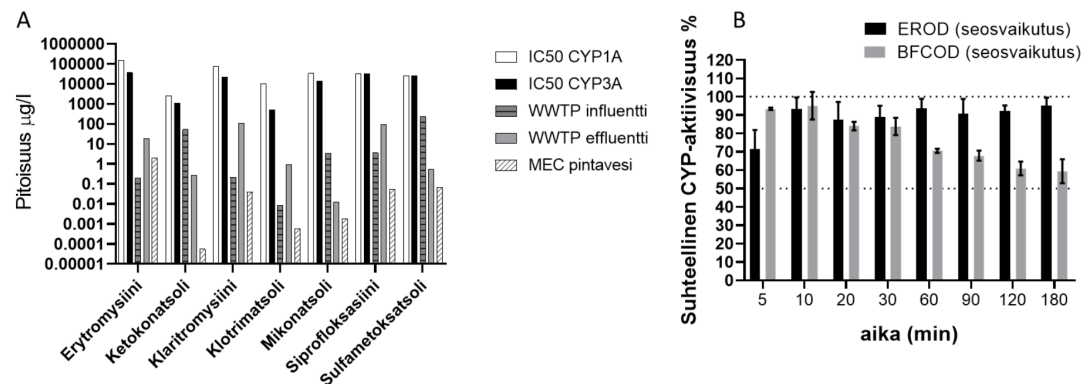 A
Pitoisuus µg/l
1000000
100000
10000
1000
100
10
1
0.1
0.01
0.001
0.0001
0.00001
Erytromysiini
Ketokonatsoli
Klaritromysiini
Klotrimatsoli
Mikonatsoli
Siprofloksasiini
Sulfametoksatsoli
IC50 CYP1A
IC50 CYP3A
WWTP influentti
WWTP effluentti
MEC pintavesi
B
EROD (seosvaikutus)
BFCOD (seosvaikutus)
Suhteellinen CYP-aktiivisuus %
120
110
100
90
80
70
60
50
40
30
20
10
0
5 10 20 30 60 90 120 180
aika (min)